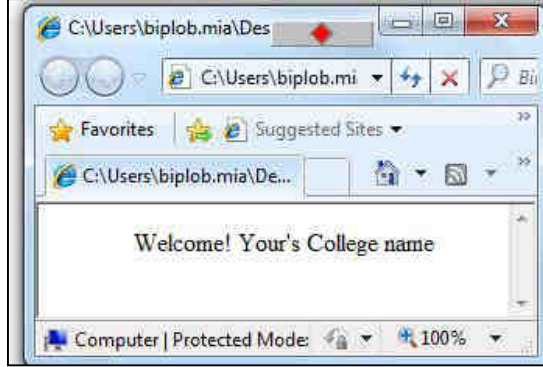 C:\Users\biplob.mia\Des
C:\Users\biplob.mi
Bi
Favorites Suggested Sites
C:\Users\biplob.mia\De...
Welcome! Your's College name
Computer | Protected Mode: 100%